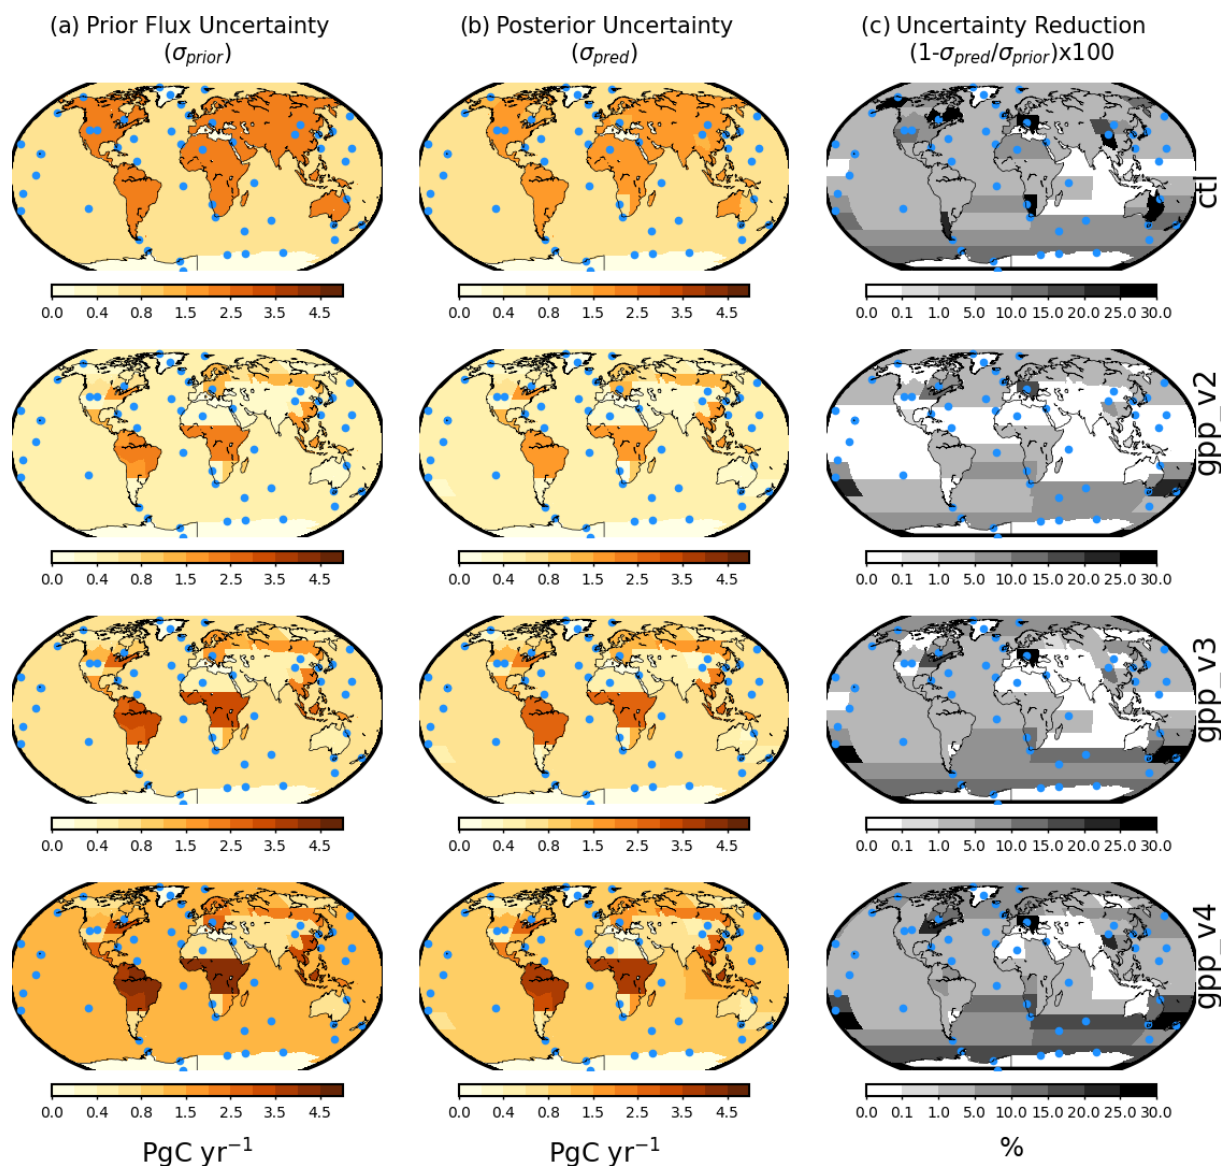 (a) Prior Flux Uncertainty
(σprior)
(b) Posterior Uncertainty
(σpred)
(c) Uncertainty Reduction
(1-σpred/σprior)x100
ctl
0.0 0.4 0.8 1.5 2.5 3.5 4.5
0.0 0.4 0.8 1.5 2.5 3.5 4.5
0.0 0.1 1.0 5.0 10.0 15.0 20.0 25.0 30.0
gpp_v2
0.0 0.4 0.8 1.5 2.5 3.5 4.5
0.0 0.4 0.8 1.5 2.5 3.5 4.5
0.0 0.1 1.0 5.0 10.0 15.0 20.0 25.0 30.0
gpp_v3
0.0 0.4 0.8 1.5 2.5 3.5 4.5
0.0 0.4 0.8 1.5 2.5 3.5 4.5
0.0 0.1 1.0 5.0 10.0 15.0 20.0 25.0 30.0
gpp_v4
0.0 0.4 0.8 1.5 2.5 3.5 4.5
0.0 0.4 0.8 1.5 2.5 3.5 4.5
0.0 0.1 1.0 5.0 10.0 15.0 20.0 25.0 30.0
PgC yr⁻¹
PgC yr⁻¹
%